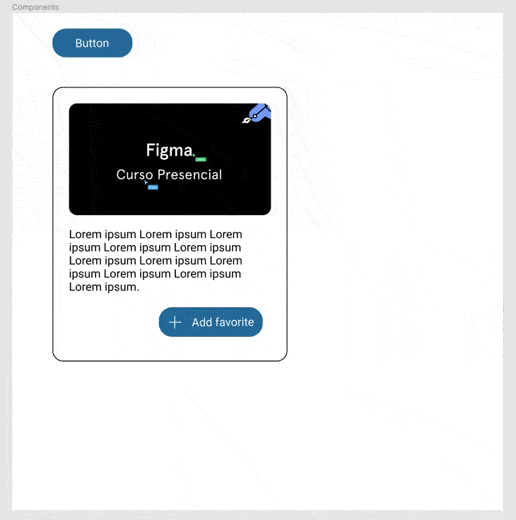 Components
Button
Figma
Curso Presencial
Lorem ipsum Lorem ipsum Lorem
ipsum Lorem ipsum Lorem ipsum
Lorem ipsum Lorem ipsum Lorem
ipsum Lorem ipsum Lorem ipsum
Lorem ipsum.
Add favorite